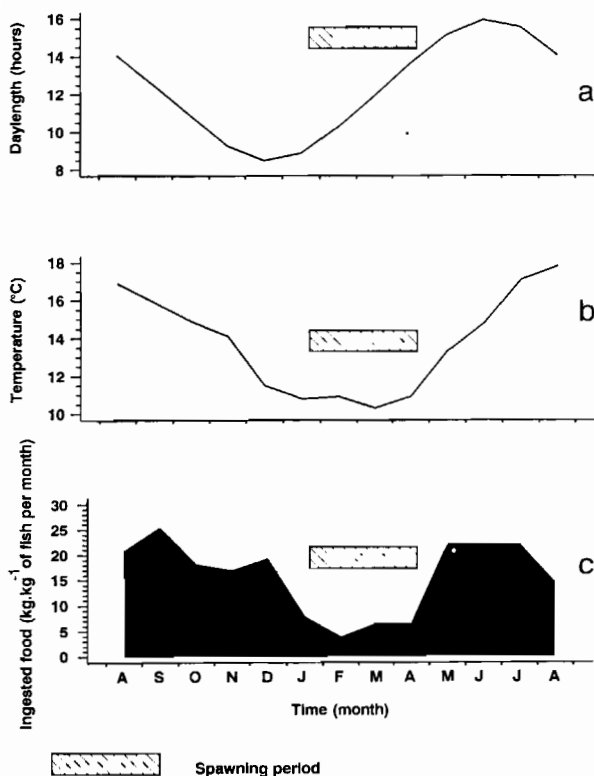 Daylength (hours)
16
14
12
10
8
a
Temperature (°C)
18
16
14
12
10
b
Ingested food (kg.kg⁻¹ of fish per month)
30
25
20
15
10
5
0
c
A S O N D J F M A M J J A
Time (month)
Spawning period